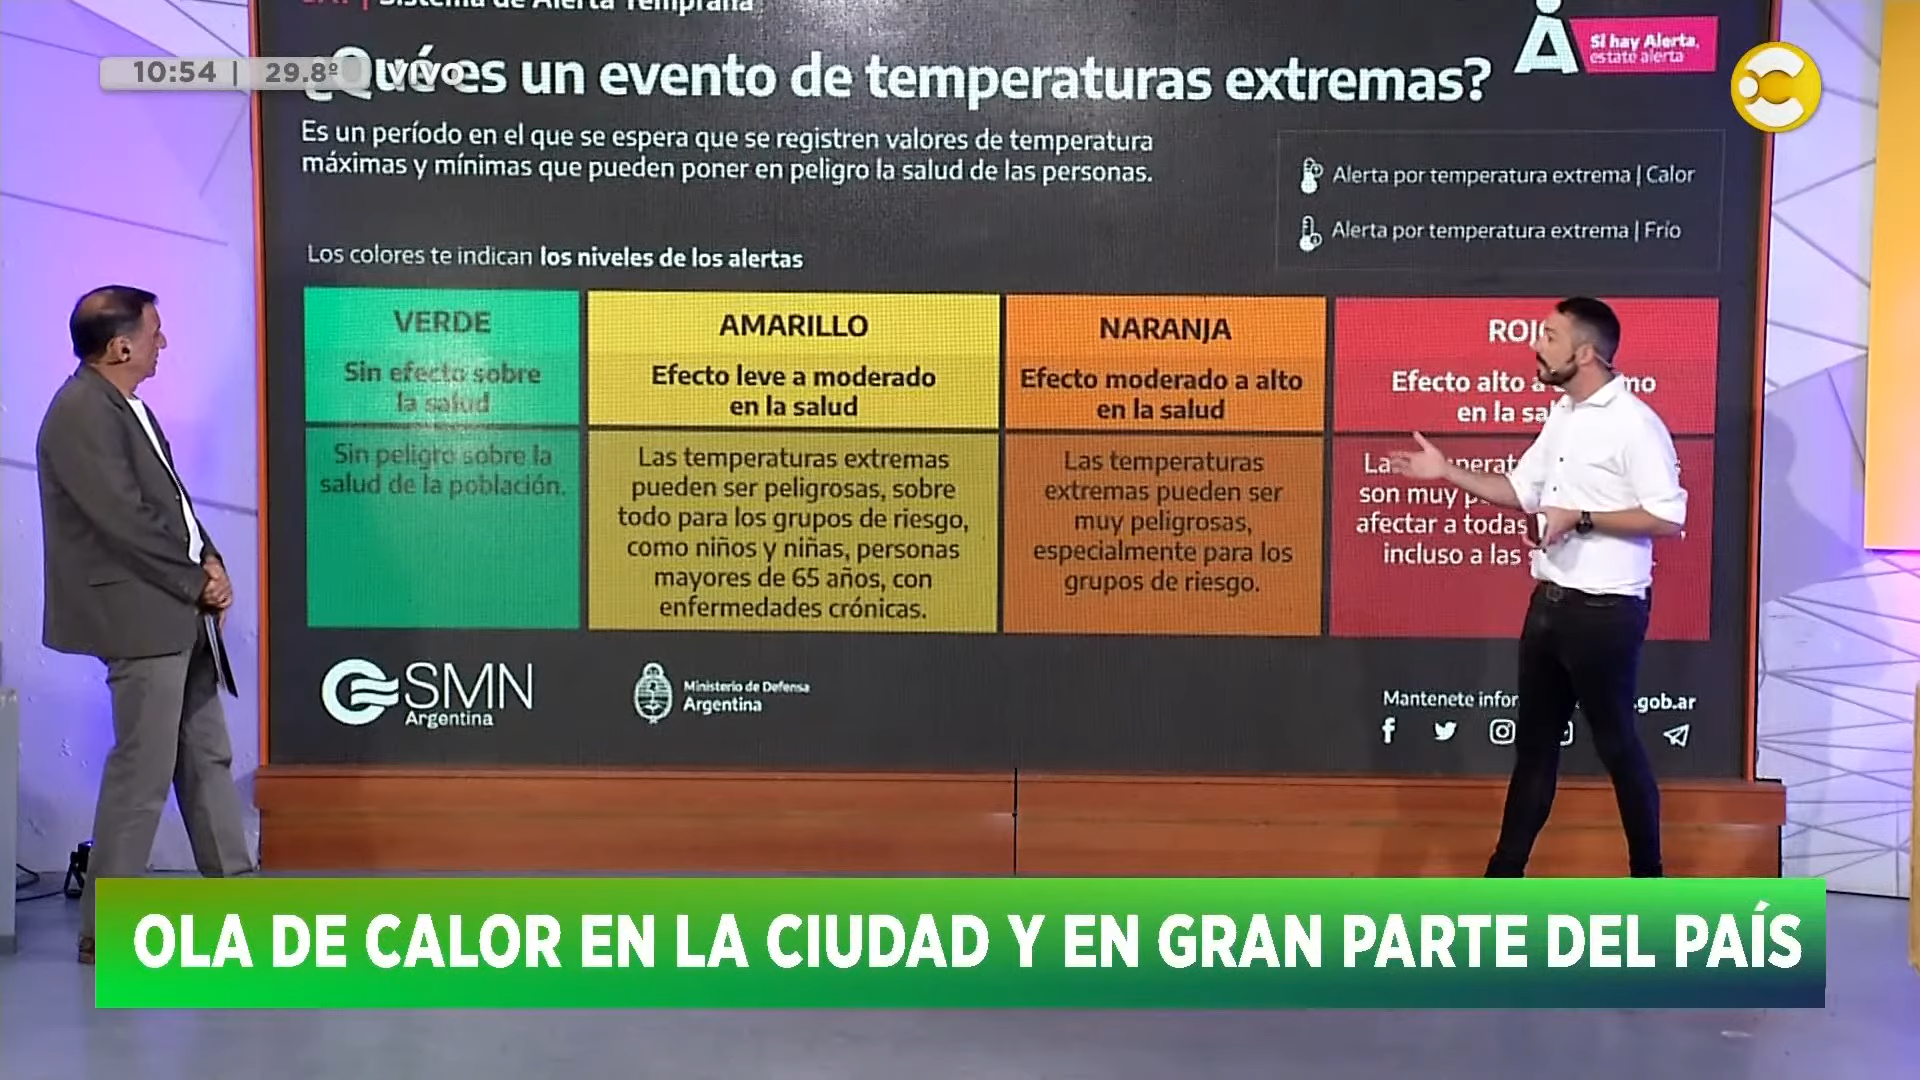 SAT | Sistema de Alerta Temprana
¿Qué es un evento de temperaturas extremas?
Si hay Alerta,
estate alerta
10:54 | 29.8º
VIVO
Es un período en el que se espera que se registren valores de temperatura
máximas y mínimas que pueden poner en peligro la salud de las personas.
Alerta por temperatura extrema | Calor
Alerta por temperatura extrema | Frío
Los colores te indican los niveles de los alertas
VERDE
Sin efecto sobre
la salud
Sin peligro sobre la
salud de la población.
AMARILLO
Efecto leve a moderado
en la salud
Las temperaturas extremas
pueden ser peligrosas, sobre
todo para los grupos de riesgo,
como niños y niñas, personas
mayores de 65 años, con
enfermedades crónicas.
NARANJA
Efecto moderado a alto
en la salud
Las temperaturas
extremas pueden ser
muy peligrosas,
especialmente para los
grupos de riesgo.
Efecto alto a
en la
son muy
afectar a todas
incluso a las
SMN
Argentina
Ministerio de Defensa
Argentina
Mantenete
.gob.ar
OLA DE CALOR EN LA CIUDAD Y EN GRAN PARTE DEL PAÍS